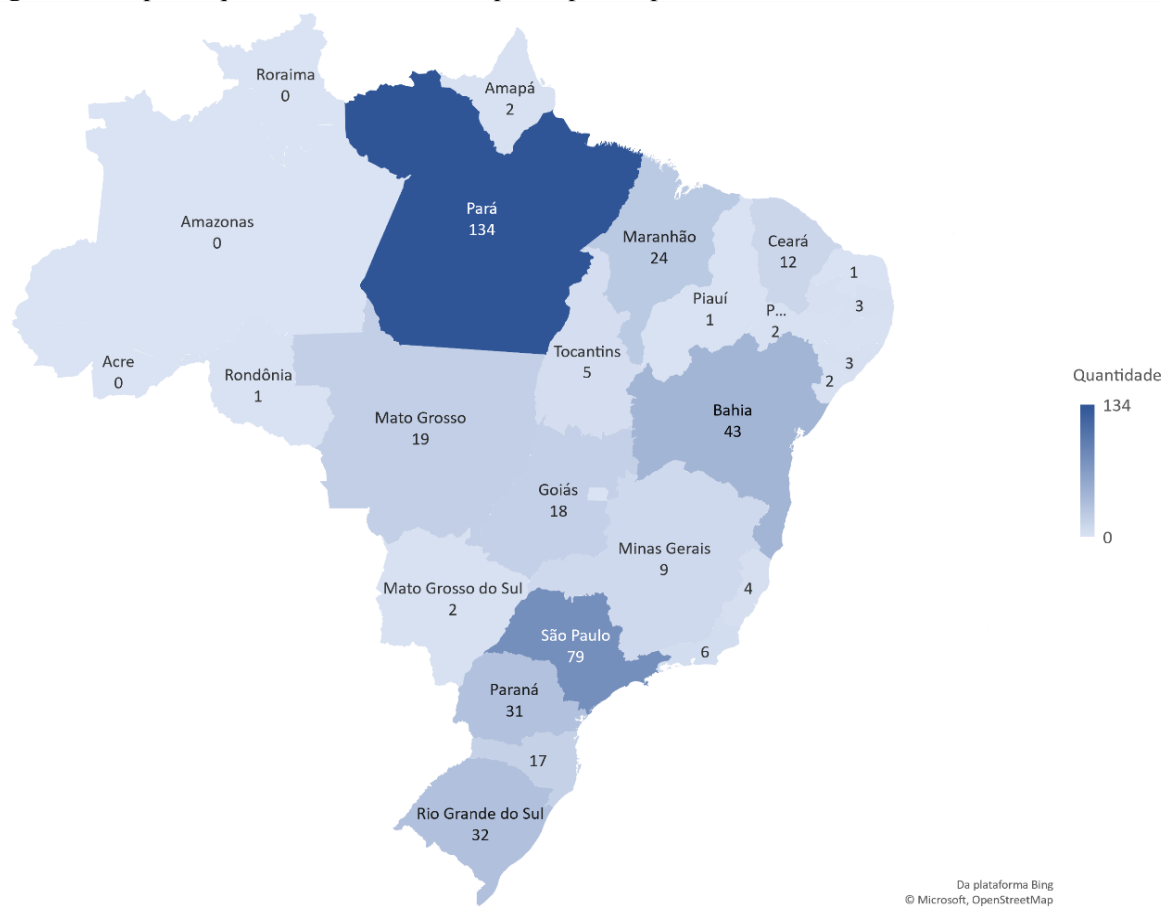 Roraima
0
Amapá
2
Amazonas
0
Pará
134
Maranhão
24
Ceará
12
1
3
Piauí
1
P...
2
3
2
Acre
0
Rondônia
1
Tocantins
5
Mato Grosso
19
Bahia
43
Goiás
18
Minas Gerais
9
4
Mato Grosso do Sul
2
São Paulo
79
6
Paraná
31
17
Rio Grande do Sul
32
Quantidade
134
0
Da plataforma Bing
© Microsoft, OpenStreetMap